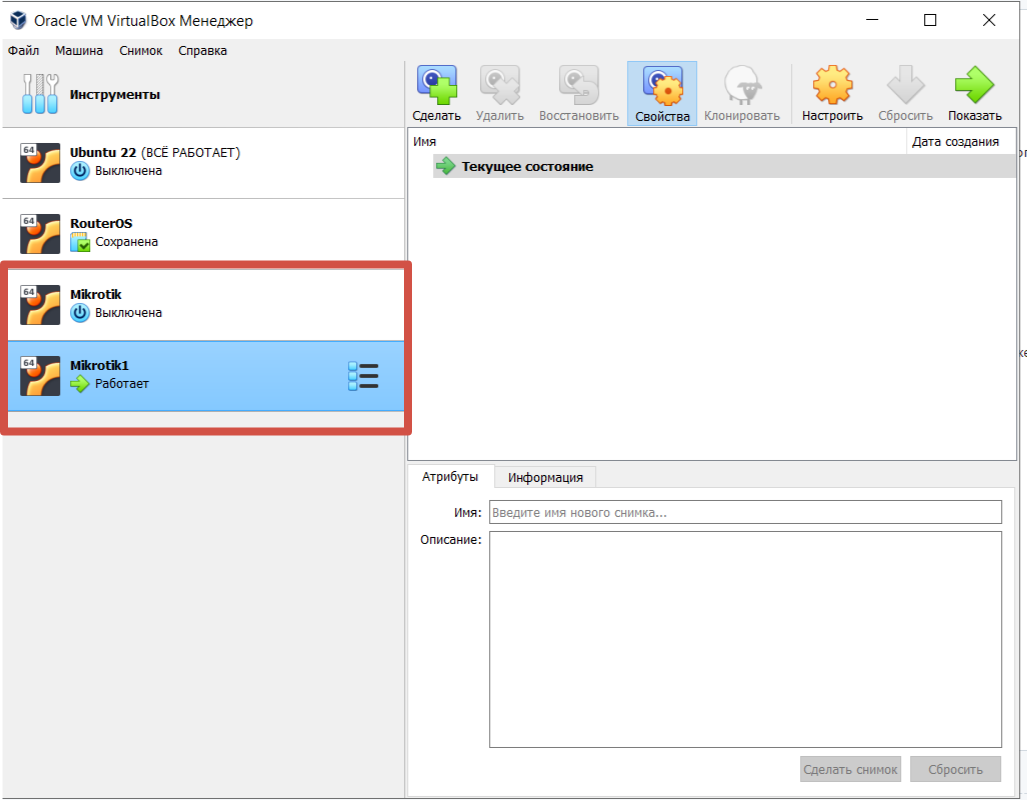 Oracle VM VirtualBox Менеджер
Файл Машина Снимок Справка
Инструменты
Сделать Удалить Восстановить Свойства Клонировать Настроить Сбросить Показать
Имя Дата создания
Текущее состояние
64 Ubuntu 22 (ВСЁ РАБОТАЕТ)
Выключена
64 RouterOS
Сохранена
64 Mikrotik
Выключена
64 Mikrotik1
Работает
Атрибуты Информация
Имя: Введите имя нового снимка...
Описание:
Сделать снимок Сбросить